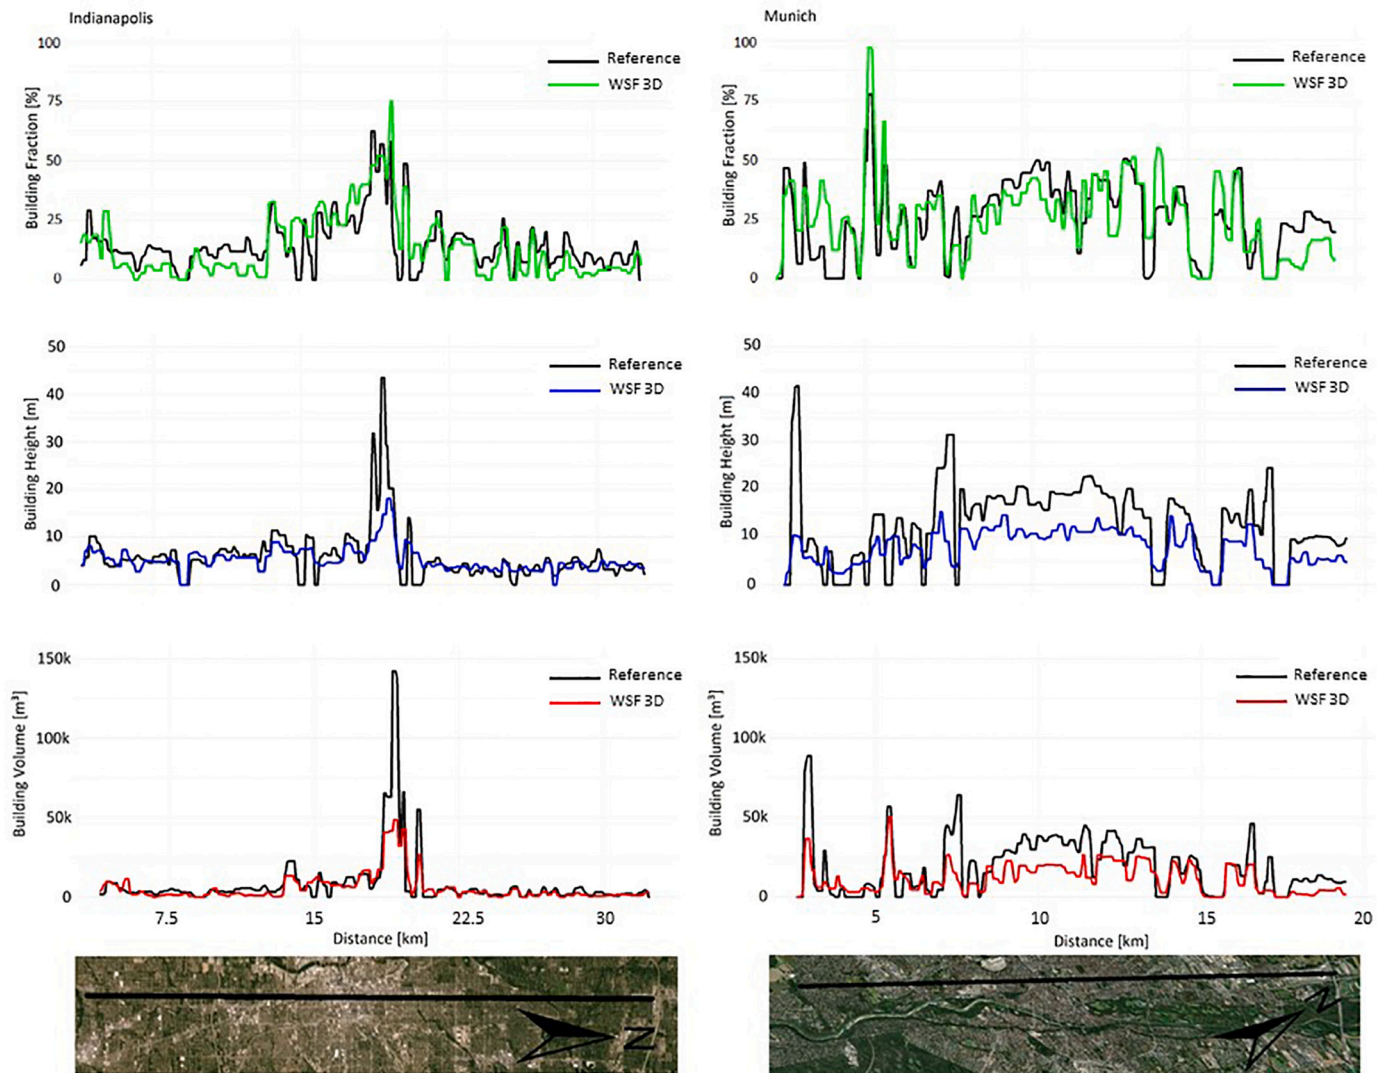 Indianapolis
100
75
50
25
0
Building Fraction [%]
Reference
WSF 3D
50
40
30
20
10
0
Building Height [m]
Reference
WSF 3D
150k
100k
50k
0
Building Volume [m³]
Reference
WSF 3D
7.5 15 22.5 30
Distance [km]
N
Munich
100
75
50
25
0
Building Fraction [%]
Reference
WSF 3D
50
40
30
20
10
0
Building Height [m]
Reference
WSF 3D
150k
100k
50k
0
Building Volume [m³]
Reference
WSF 3D
5 10 15 20
Distance [km]
N